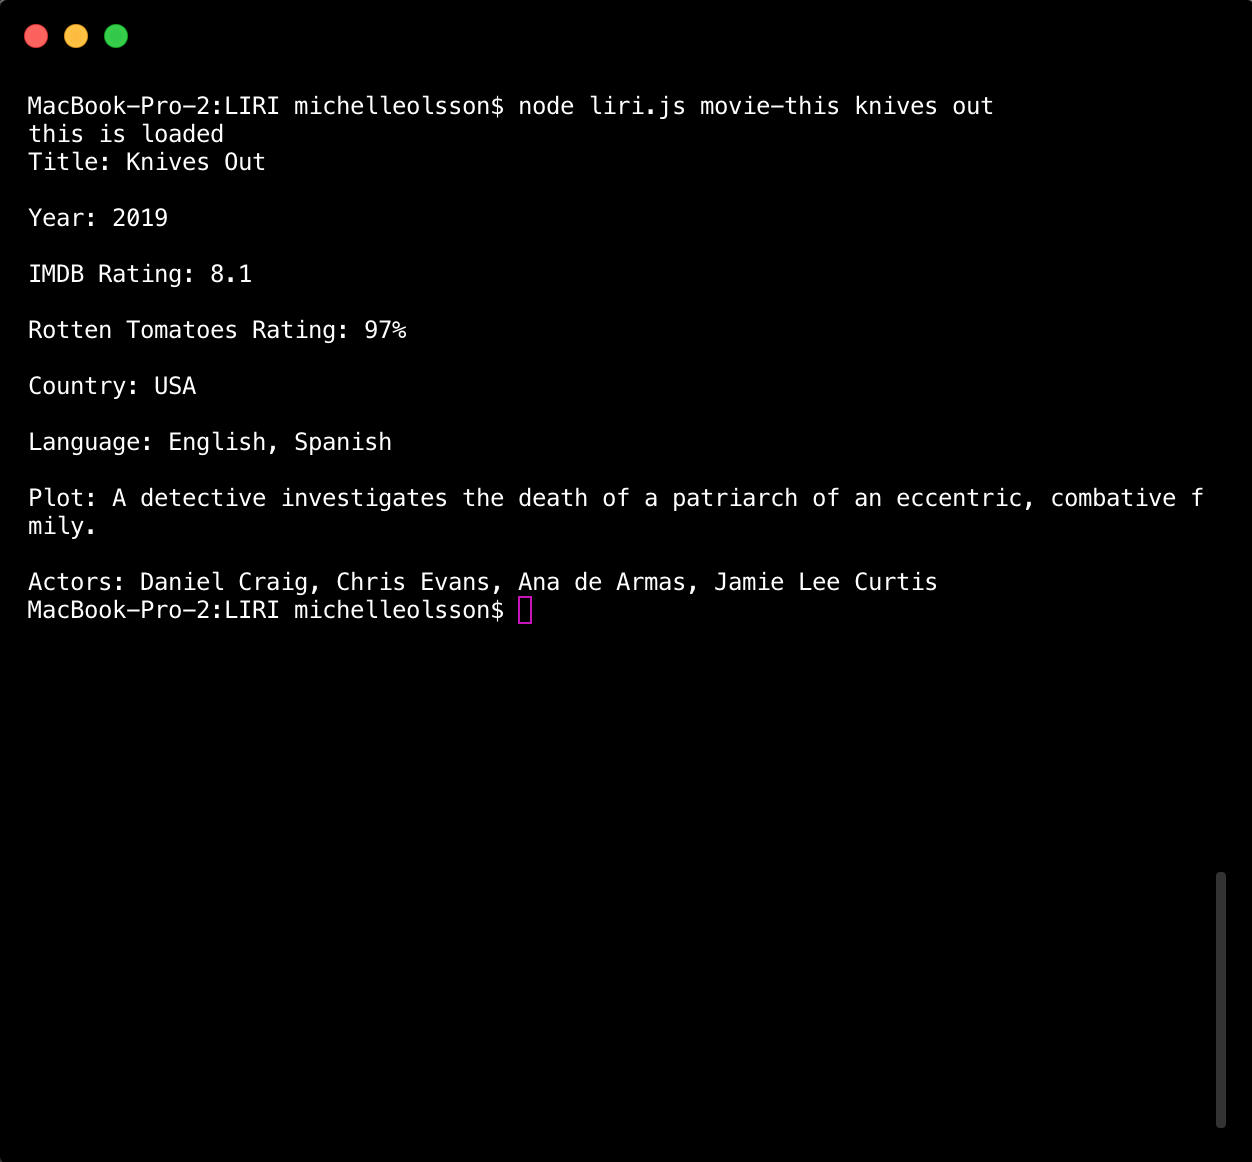 MacBook-Pro-2:LIRI michelleolsson$ node liri.js movie-this knives out
this is loaded
Title: Knives Out
Year: 2019
IMDB Rating: 8.1
Rotten Tomatoes Rating: 97%
Country: USA
Language: English, Spanish
Plot: A detective investigates the death of a patriarch of an eccentric, combative f
mily.
Actors: Daniel Craig, Chris Evans, Ana de Armas, Jamie Lee Curtis
MacBook-Pro-2:LIRI michelleolsson$